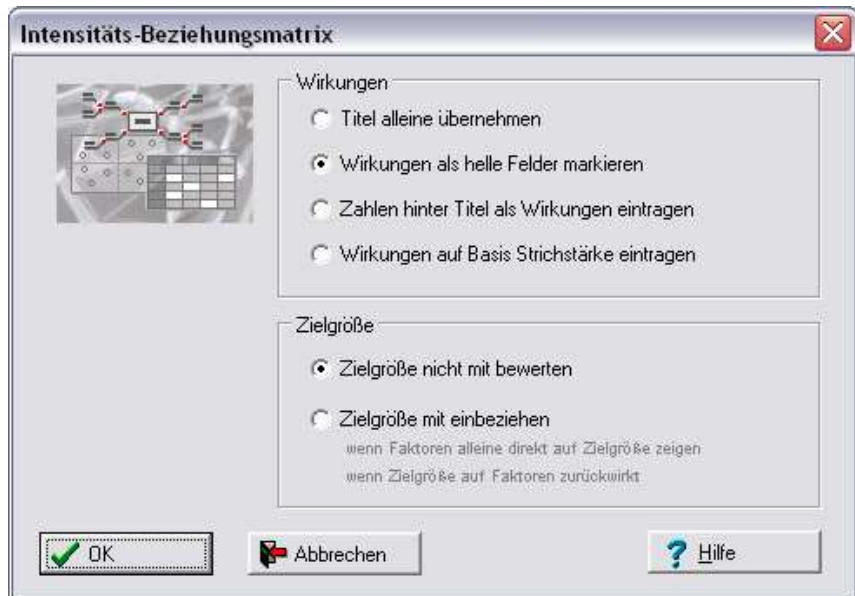 Intensitäts-Beziehungsmatrix
Wirkungen
Titel alleine übernehmen
Wirkungen als helle Felder markieren
Zahlen hinter Titel als Wirkungen eintragen
Wirkungen auf Basis Strichstärke eintragen
Zielgröße
Zielgröße nicht mit bewerten
Zielgröße mit einbeziehen
wenn Faktoren alleine direkt auf Zielgröße zeigen
wenn Zielgröße auf Faktoren zurückwirkt
OK
Abbrechen
Hilfe